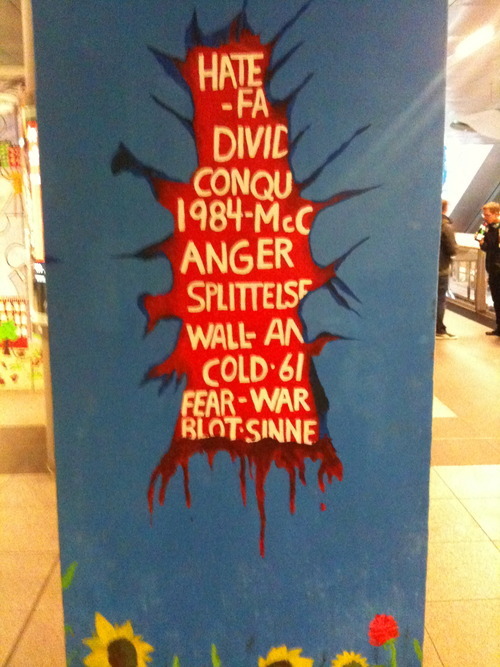 HATE
-FA
DIVID
CONQU
1984-McC
ANGER
SPLITTELSE
WALL-AN
COLD·61
FEAR-WAR
BLOT·SINNE